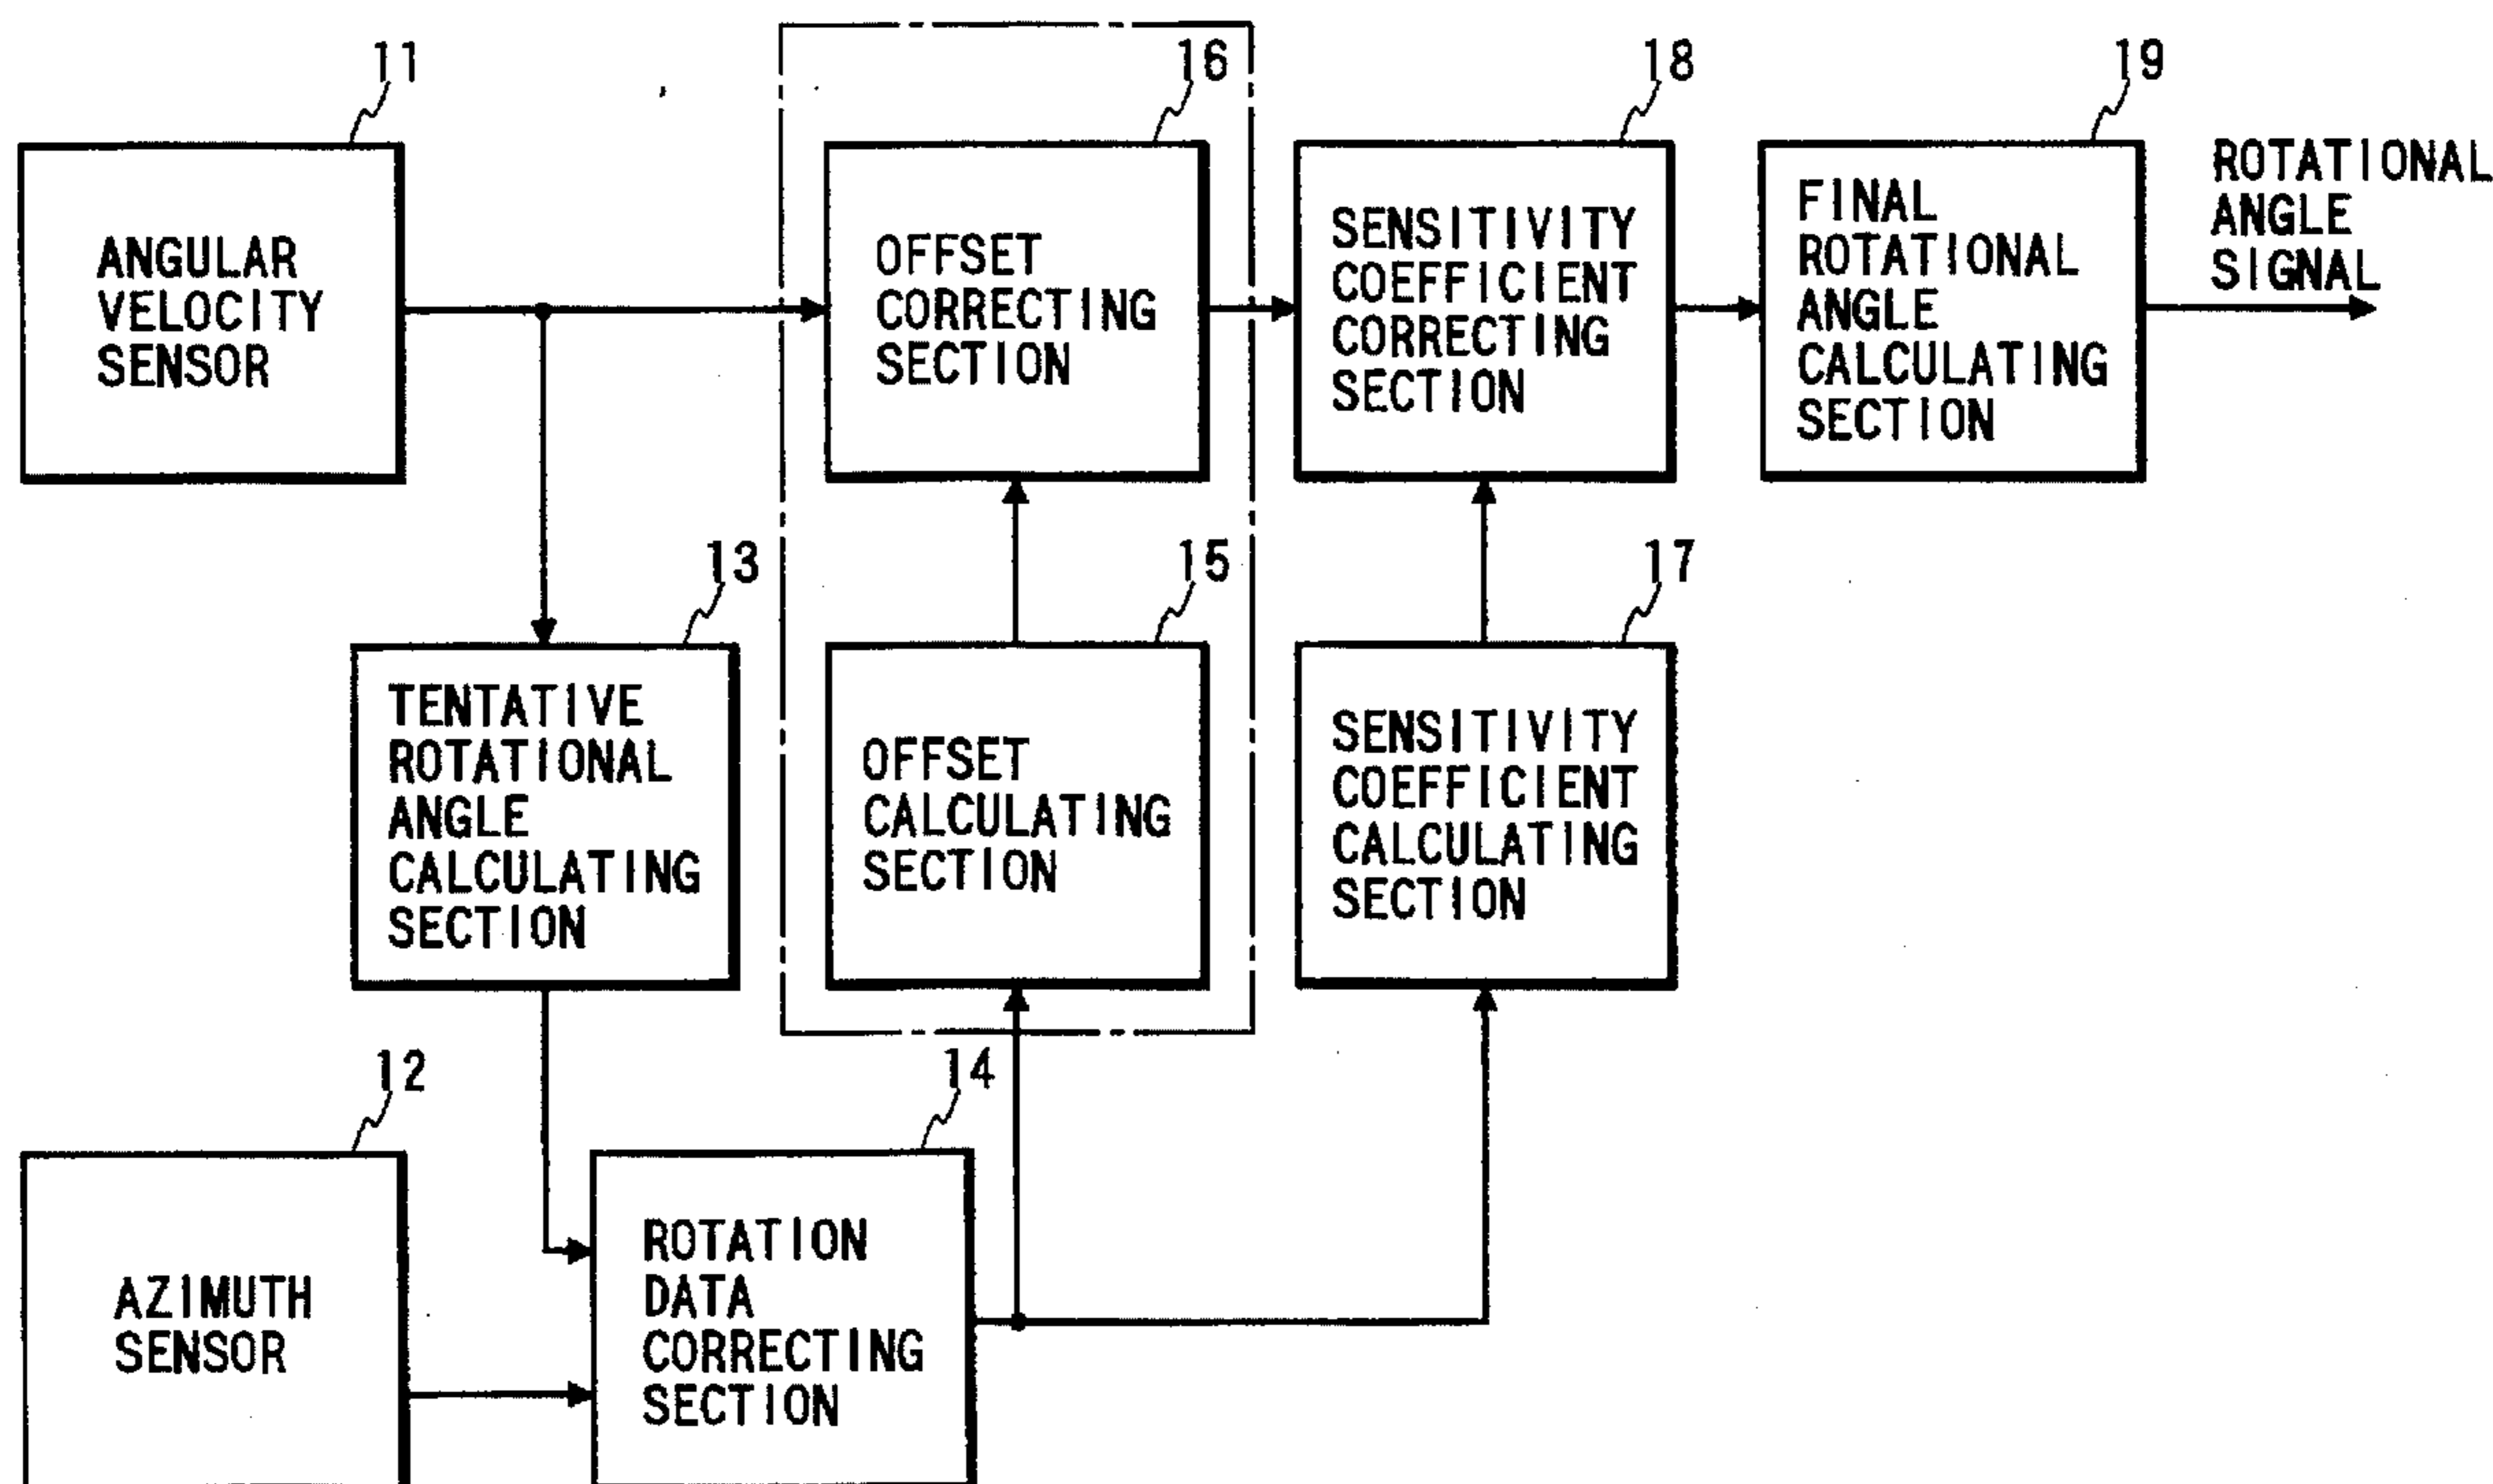 11
ANGULAR
VELOCITY
SENSOR
16
OFFSET
CORRECTING
SECTION
18
SENSITIVITY
COEFFICIENT
CORRECTING
SECTION
19
FINAL
ROTATIONAL
ANGLE
CALCULATING
SECTION
ROTATIONAL
ANGLE
SIGNAL
13
TENTATIVE
ROTATIONAL
ANGLE
CALCULATING
SECTION
15
OFFSET
CALCULATING
SECTION
17
SENSITIVITY
COEFFICIENT
CALCULATING
SECTION
12
AZIMUTH
SENSOR
14
ROTATION
DATA
CORRECTING
SECTION